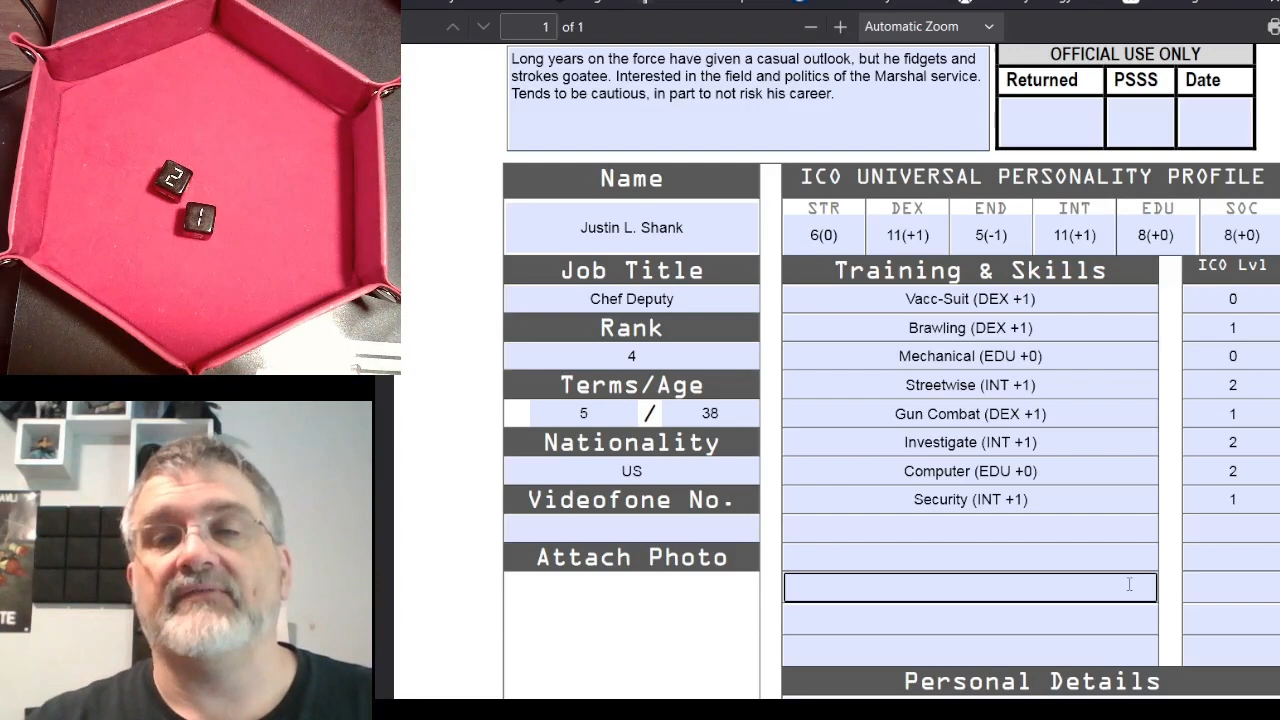 1 of 1 Automatic Zoom
Long years on the force have given a casual outlook, but he fidgets and
strokes goatee. Interested in the field and politics of the Marshal service.
Tends to be cautious, in part to not risk his career.
OFFICIAL USE ONLY
Returned PSSS Date
2
1
Name
Justin L. Shank
Job Title
Chef Deputy
Rank
4
Terms/Age
5 / 38
Nationality
US
Videofone No.
Attach Photo
ICO UNIVERSAL PERSONALITY PROFILE
STR DEX END INT EDU SOC
6(0) 11(+1) 5(-1) 11(+1) 8(+0) 8(+0)
Training & Skills ICO Lvl
Vacc-Suit (DEX +1) 0
Brawling (DEX +1) 1
Mechanical (EDU +0) 0
Streetwise (INT +1) 2
Gun Combat (DEX +1) 1
Investigate (INT +1) 2
Computer (EDU +0) 2
Security (INT +1) 1
Personal Details